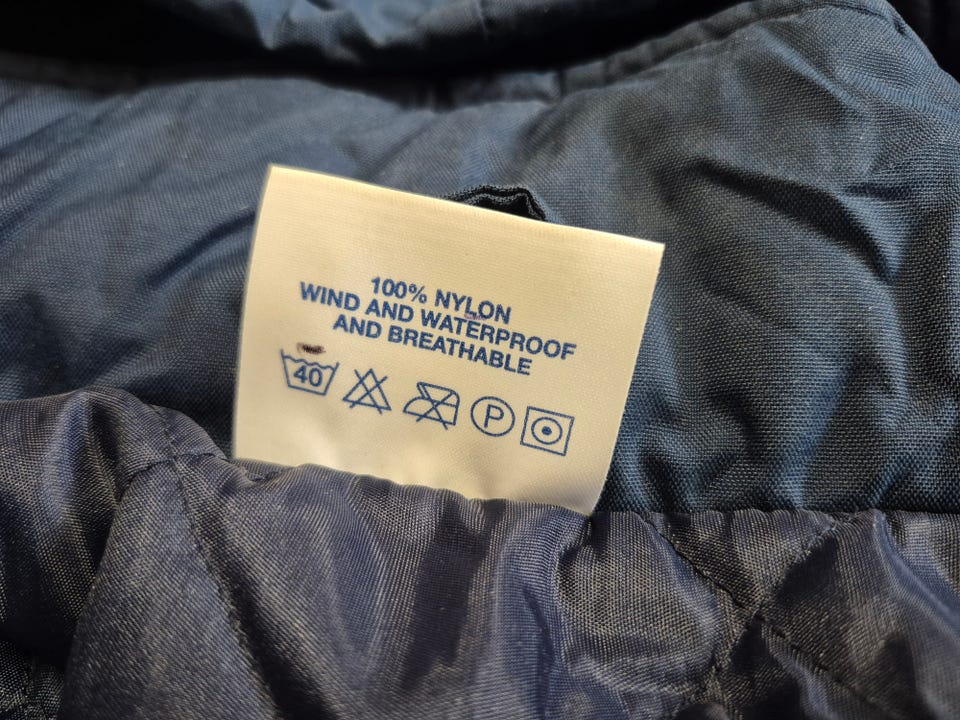 100% NYLON
WIND AND WATERPROOF
AND BREATHABLE
40 P